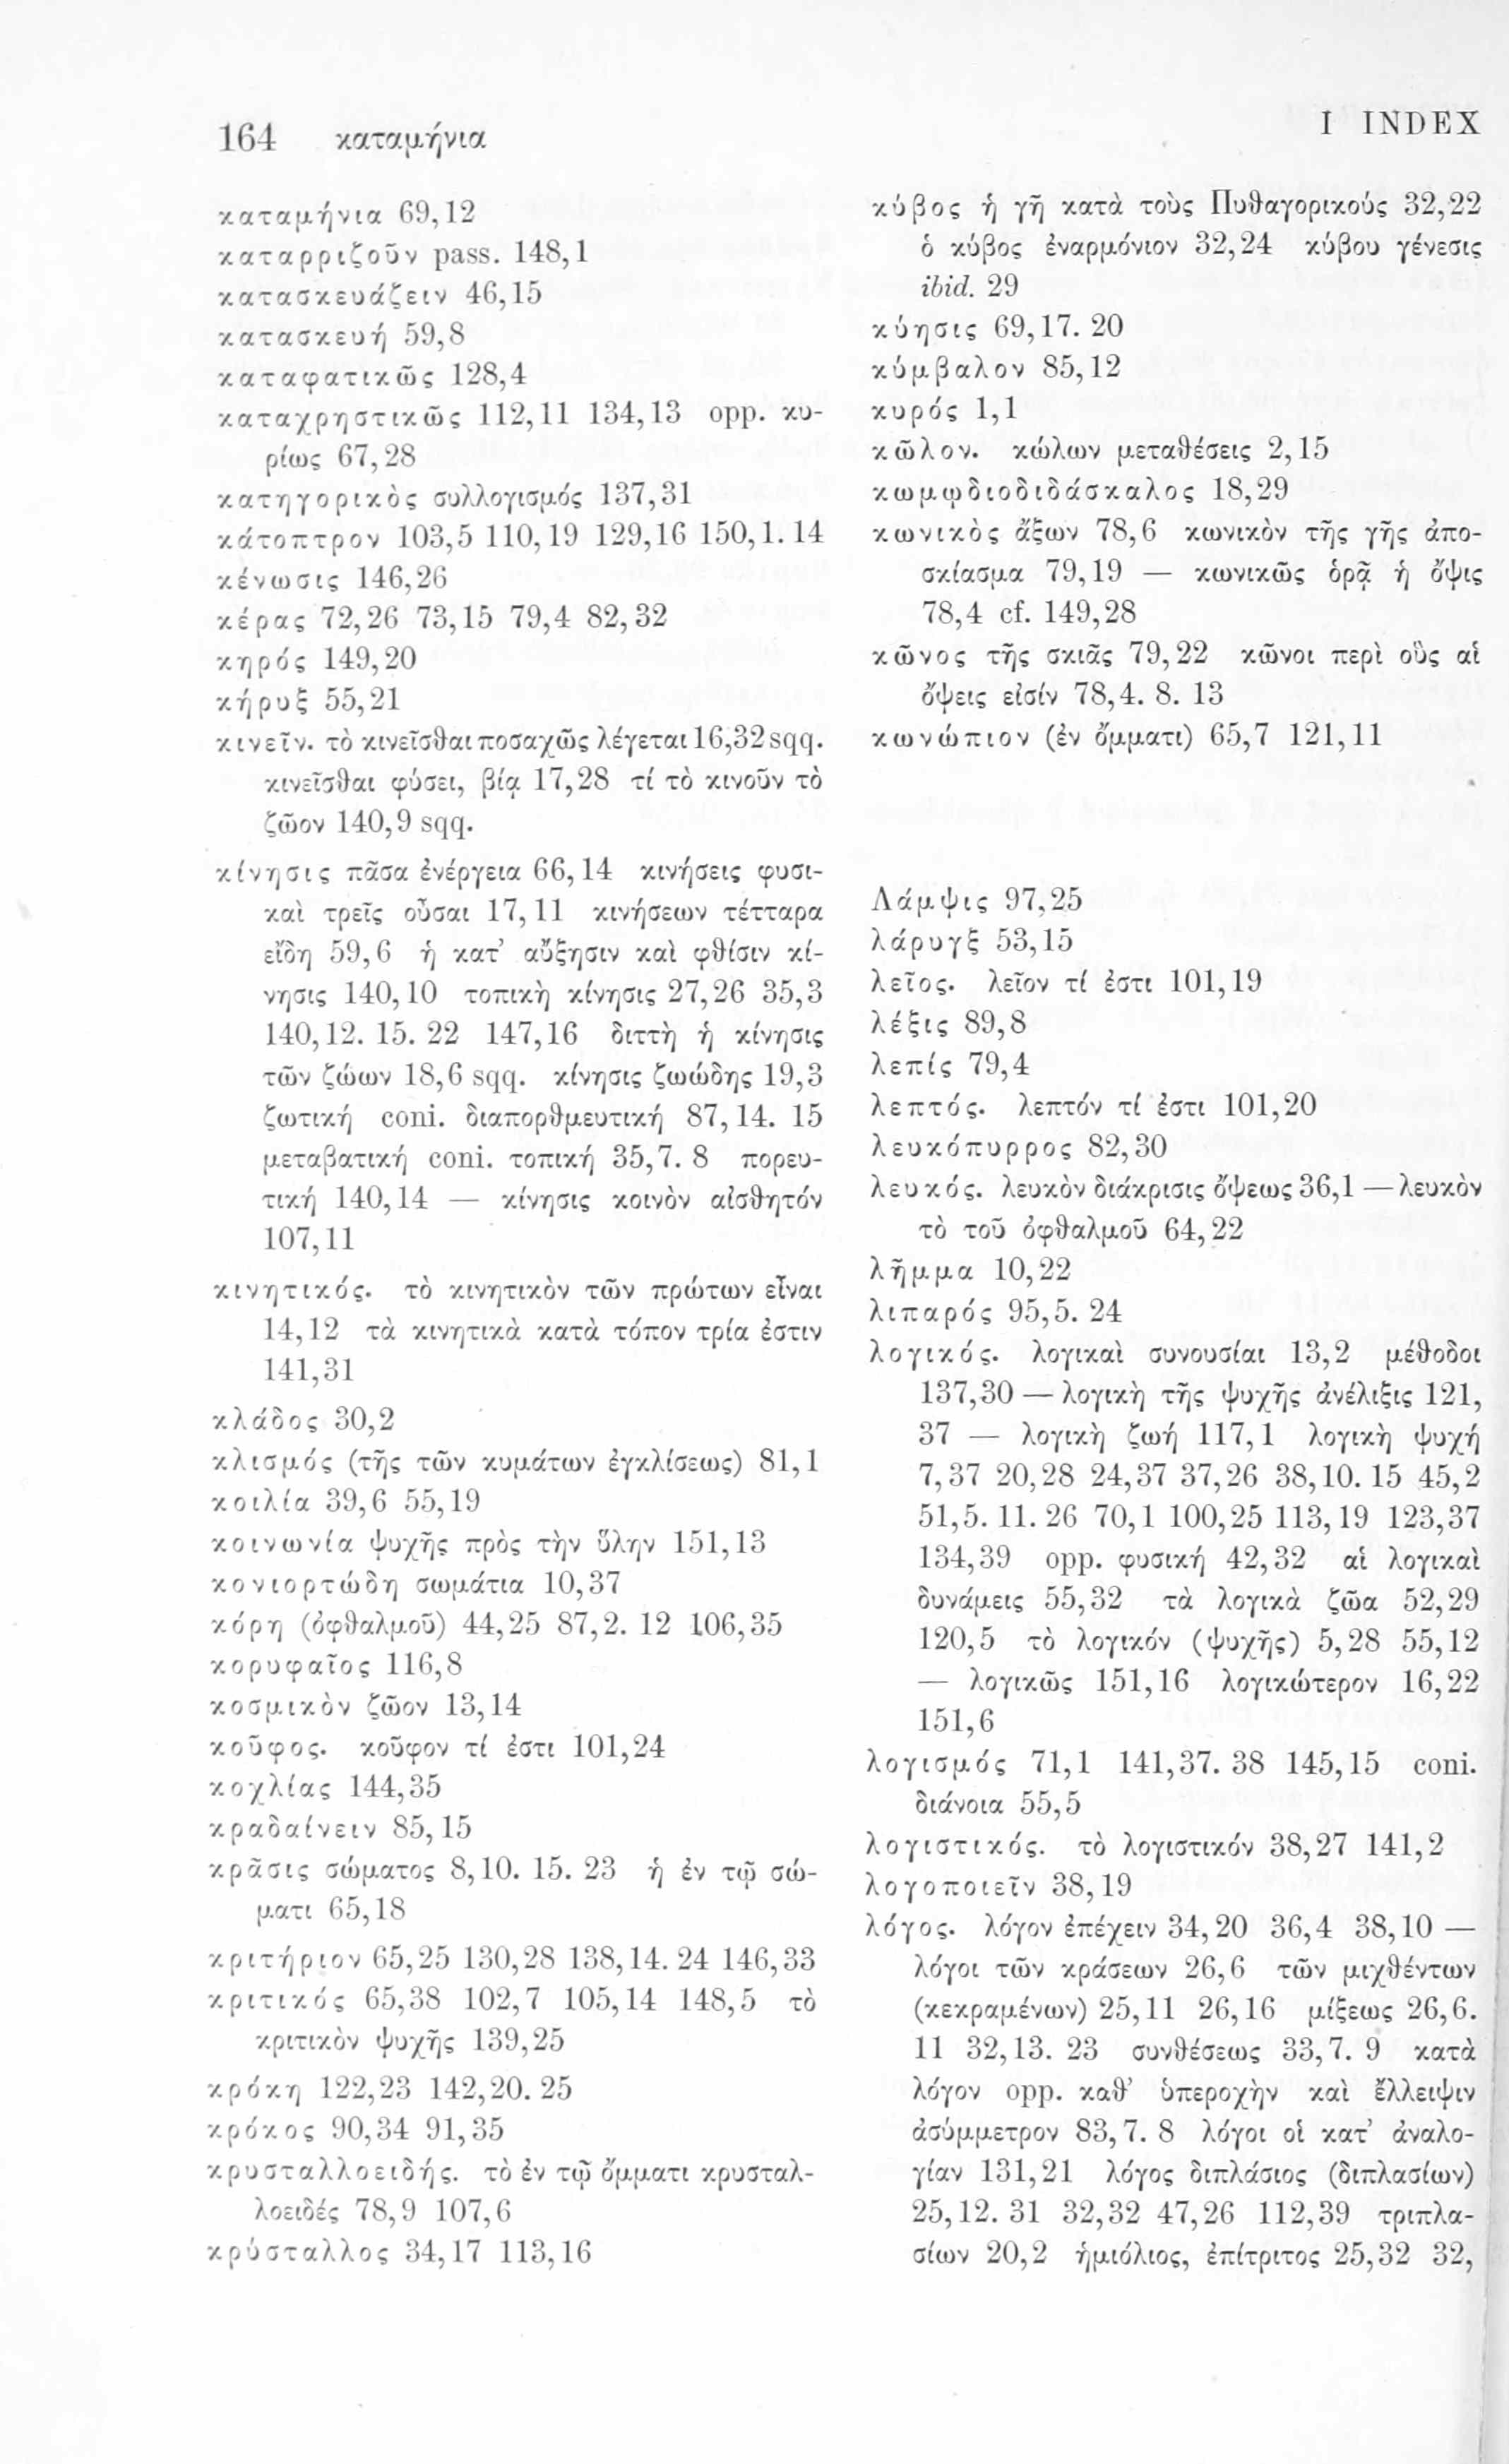 164 καταμήνια
I INDEX
καταμήνια 69,12
καταρριζοῦν pass. 148,1
κατασκευάζειν 46,15
κατασκευή 59,8
καταφατικῶς 128,4
καταχρηστικῶς 112,11 134,13 opp. κυ-
ρίως 67,28
κατηγορικὸς συλλογισμός 137,31
κάτοπτρον 103,5 110,19 129,16 150,1. 14
κένωσις 146,26
κέρας 72,26 73,15 79,4 82,32
κηρός 149,20
κήρυξ 55,21
κινεῖν. τὸ κινεῖσθαι ποσαχῶς λέγεται 16,32 sqq.
κινεῖσθαι φύσει, βίᾳ 17,28 τί τὸ κινοῦν τὸ
ζῷον 140,9 sqq.
κίνησις πᾶσα ἐνέργεια 66,14 κινήσεις φυσι-
καὶ τρεῖς οὖσαι 17,11 κινήσεων τέτταρα
εἴδη 59,6 ἡ κατ’ αὔξησιν καὶ φθίσιν κί-
νησις 140,10 τοπικὴ κίνησις 27,26 35,3
140,12. 15. 22 147,16 διττὴ ἡ κίνησις
τῶν ζώων 18,6 sqq. κίνησις ζωώδης 19,3
ζωτική coni. διαπορθμευτική 87,14. 15
μεταβατική coni. τοπική 35,7. 8 πορευ-
τική 140,14 — κίνησις κοινὸν αἰσθητόν
107,11
κινητικός. τὸ κινητικὸν τῶν πρώτων εἶναι
14,12 τὰ κινητικὰ κατὰ τόπον τρία ἐστιν
141,31
κλάδος 30,2
κλισμός (τῆς τῶν κυμάτων ἐγκλίσεως) 81,1
κοιλία 39,6 55,19
κοινωνία ψυχῆς πρὸς τὴν ὕλην 151,13
κονιορτώδη σωμάτια 10,37
κόρη (ὀφθαλμοῦ) 44,25 87,2. 12 106,35
κορυφαῖος 116,8
κοσμικὸν ζῷον 13,14
κοῦφος. κοῦφον τί ἐστι 101,24
κοχλίας 144,35
κραδαίνειν 85,15
κρᾶσις σώματος 8,10. 15. 23 ἡ ἐν τῷ σώ-
ματι 65,18
κριτήριον 65,25 130,28 138,14. 24 146,33
κριτικός 65,38 102,7 105,14 148,5 τὸ
κριτικὸν ψυχῆς 139,25
κρόκη 122,23 142,20. 25
κρόκος 90,34 91,35
κρυσταλλοειδής. τὸ ἐν τῷ ὄμματι κρυσταλ-
λοειδές 78,9 107,6
κρύσταλλος 34,17 113,16
κύβος ἡ γῆ κατὰ τοὺς Πυθαγορικούς 32,22
ὁ κύβος ἐναρμόνιον 32,24 κύβου γένεσις
ibid. 29
κύησις 69,17. 20
κύμβαλον 85,12
κυρός 1,1
κῶλον. κώλων μεταθέσεις 2,15
κωμῳδιοδιδάσκαλος 18,29
κωνικὸς ἄξων 78,6 κωνικὸν τῆς γῆς ἀπο-
σκίασμα 79,19 — κωνικῶς ὁρᾷ ἡ ὄψις
78,4 cf. 149,28
κῶνος τῆς σκιᾶς 79,22 κῶνοι περὶ οὓς αἱ
ὄψεις εἰσίν 78,4. 8. 13
κωνώπιον (ἐν ὄμματι) 65,7 121,11
Λάμψις 97,25
λάρυγξ 53,15
λεῖος. λεῖον τί ἐστι 101,19
λέξις 89,8
λεπίς 79,4
λεπτός. λεπτόν τί ἐστι 101,20
λευκόπυρρος 82,30
λευκός. λευκὸν διάκρισις ὄψεως 36,1 — λευκὸν
τὸ τοῦ ὀφθαλμοῦ 64,22
λῆμμα 10,22
λιπαρός 95,5. 24
λογικός. λογικαὶ συνουσίαι 13,2 μέθοδοι
137,30 — λογικὴ τῆς ψυχῆς ἀνέλιξις 121,
37 — λογικὴ ζωή 117,1 λογικὴ ψυχή
7,37 20,28 24,37 37,26 38,10. 15 45,2
51,5. 11. 26 70,1 100,25 113,19 123,37
134,39 opp. φυσική 42,32 αἱ λογικαὶ
δυνάμεις 55,32 τὰ λογικὰ ζῷα 52,29
120,5 τὸ λογικόν (ψυχῆς) 5,28 55,12
— λογικῶς 151,16 λογικώτερον 16,22
151,6
λογισμός 71,1 141,37. 38 145,15 coni.
διάνοια 55,5
λογιστικός. τὸ λογιστικόν 38,27 141,2
λογοποιεῖν 38,19
λόγος. λόγον ἐπέχειν 34,20 36,4 38,10 —
λόγοι τῶν κράσεων 26,6 τῶν μιχθέντων
(κεκραμένων) 25,11 26,16 μίξεως 26,6.
11 32,13. 23 συνθέσεως 33,7. 9 κατὰ
λόγον opp. καθ’ ὑπεροχὴν καὶ ἔλλειψιν
ἀσύμμετρον 83,7. 8 λόγοι οἱ κατ’ ἀναλο-
γίαν 131,21 λόγος διπλάσιος (διπλασίων)
25,12. 31 32,32 47,26 112,39 τριπλα-
σίων 20,2 ἡμιόλιος, ἐπίτριτος 25,32 32,